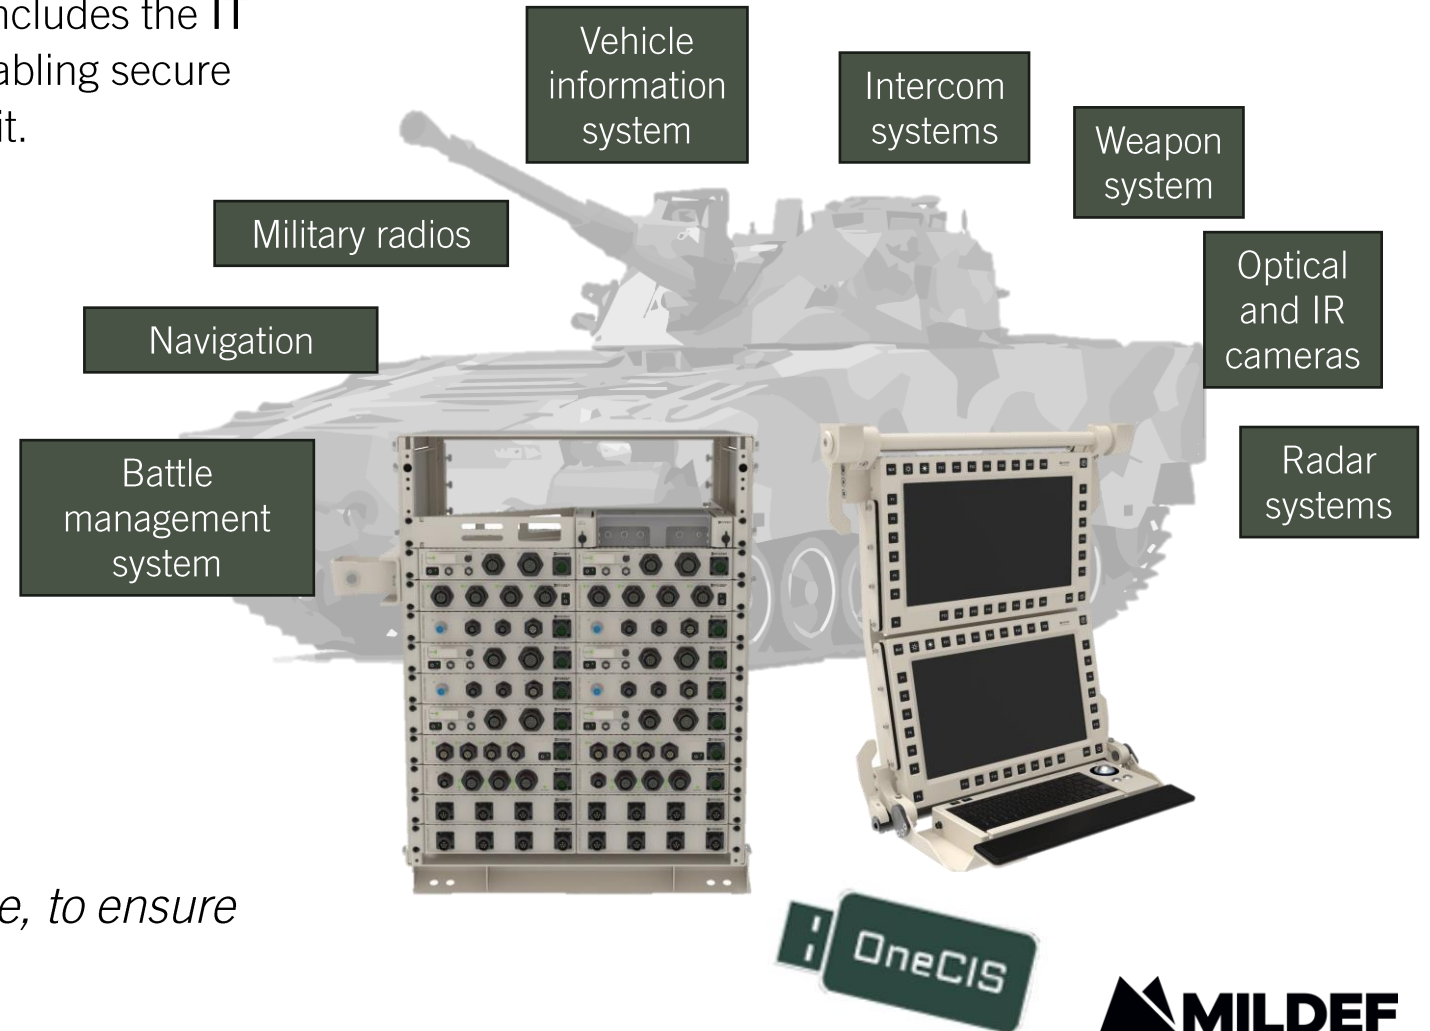 ncludes the IT
abling secure
it.
Vehicle
information
system
Intercom
systems
Weapon
system
Military radios
Optical
and IR
cameras
Navigation
Battle
management
system
Radar
systems
e, to ensure
OneCIS
MILDEF